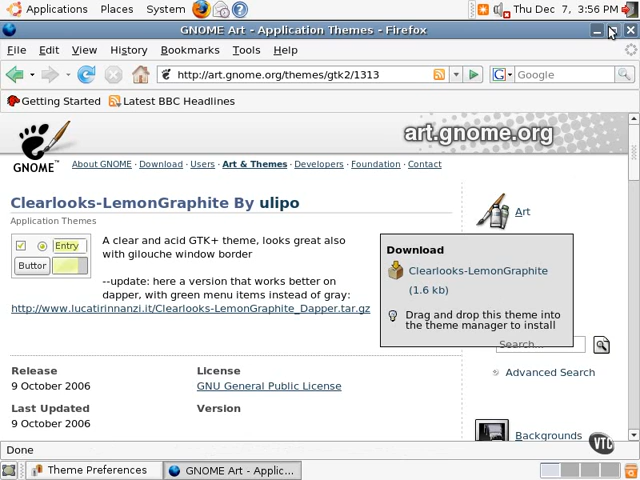 Applications Places System
Thu Dec 7, 3:56 PM
GNOME Art - Application Themes - Firefox
File Edit View History Bookmarks Tools Help
http://art.gnome.org/themes/gtk2/1313
G Google
Getting Started Latest BBC Headlines
art.gnome.org
GNOME™
About GNOME · Download · Users · Art & Themes · Developers · Foundation · Contact
Clearlooks-LemonGraphite By ulipo
Application Themes
Entry
Buttor
A clear and acid GTK+ theme, looks great also
with gilouche window border
--update: here a version that works better on
dapper, with green menu items instead of gray:
http://www.lucatirinnanzi.it/Clearlooks-LemonGraphite_Dapper.tar.gz
Art
Download
Clearlooks-LemonGraphite
(1.6 kb)
Drag and drop this theme into
the theme manager to install
Search...
Advanced Search
Release
9 October 2006
License
GNU General Public License
Last Updated
9 October 2006
Version
Backgrounds
Done
VTC
Theme Preferences
GNOME Art - Applic...